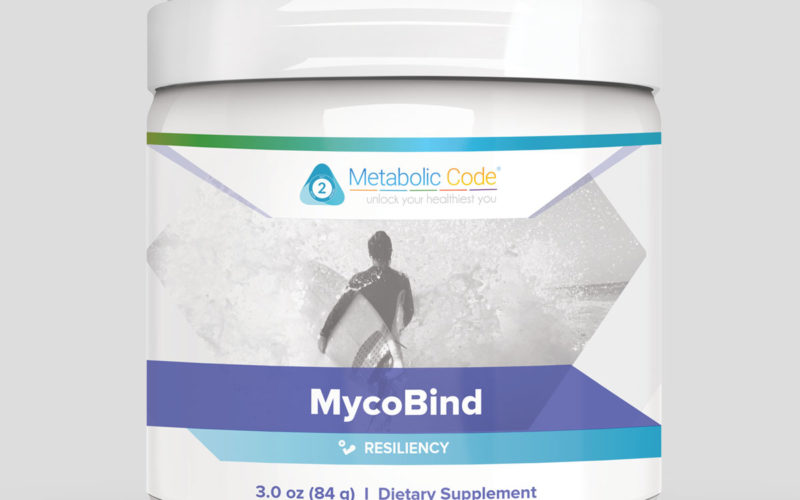 2
Metabolic Code®
unlock your healthiest you
MycoBind
RESILIENCY
3.0 oz (84 g) | Dietary Supplement